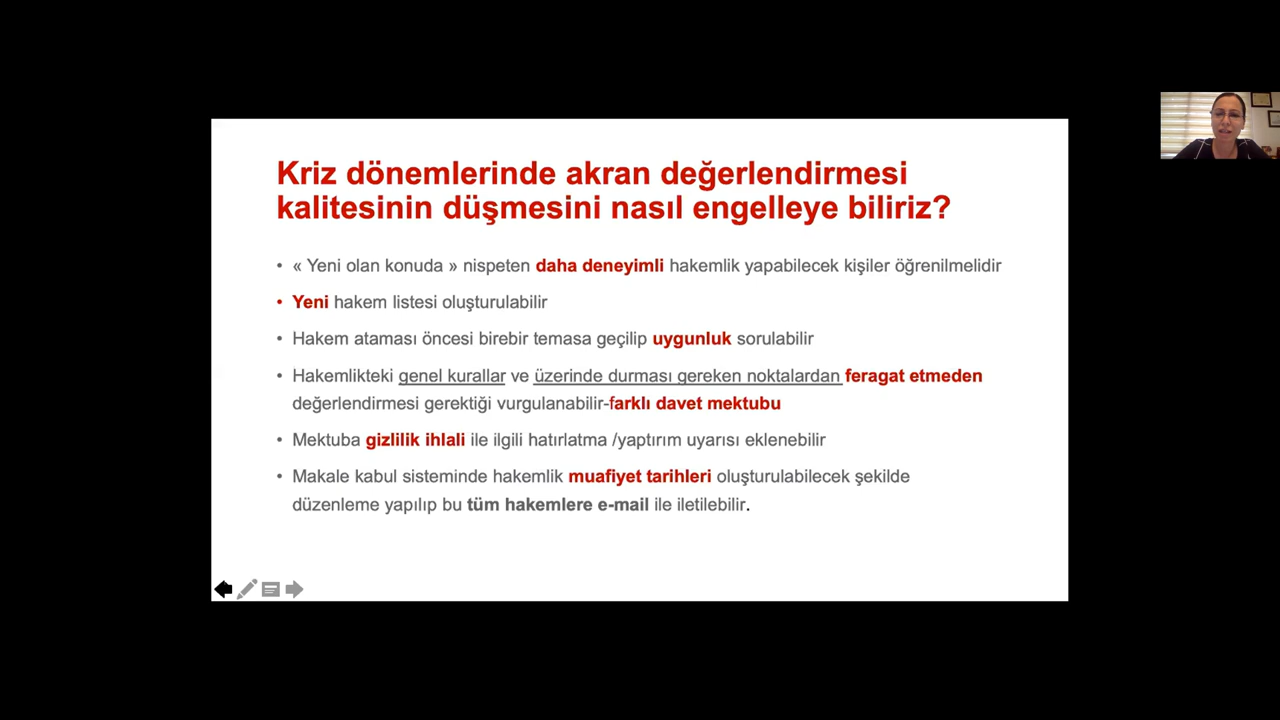 Kriz dönemlerinde akran değerlendirmesi
kalitesinin düşmesini nasıl engelleye biliriz?
• « Yeni olan konuda » nispeten daha deneyimli hakemlik yapabilecek kişiler öğrenilmelidir
• Yeni hakem listesi oluşturulabilir
• Hakem ataması öncesi birebir temasa geçilip uygunluk sorulabilir
• Hakemlikteki genel kurallar ve üzerinde durması gereken noktalardan feragat etmeden
değerlendirmesi gerektiği vurgulanabilir-farklı davet mektubu
• Mektuba gizlilik ihlali ile ilgili hatırlatma /yaptırım uyarısı eklenebilir
• Makale kabul sisteminde hakemlik muafiyet tarihleri oluşturulabilecek şekilde
düzenleme yapılıp bu tüm hakemlere e-mail ile iletilebilir.